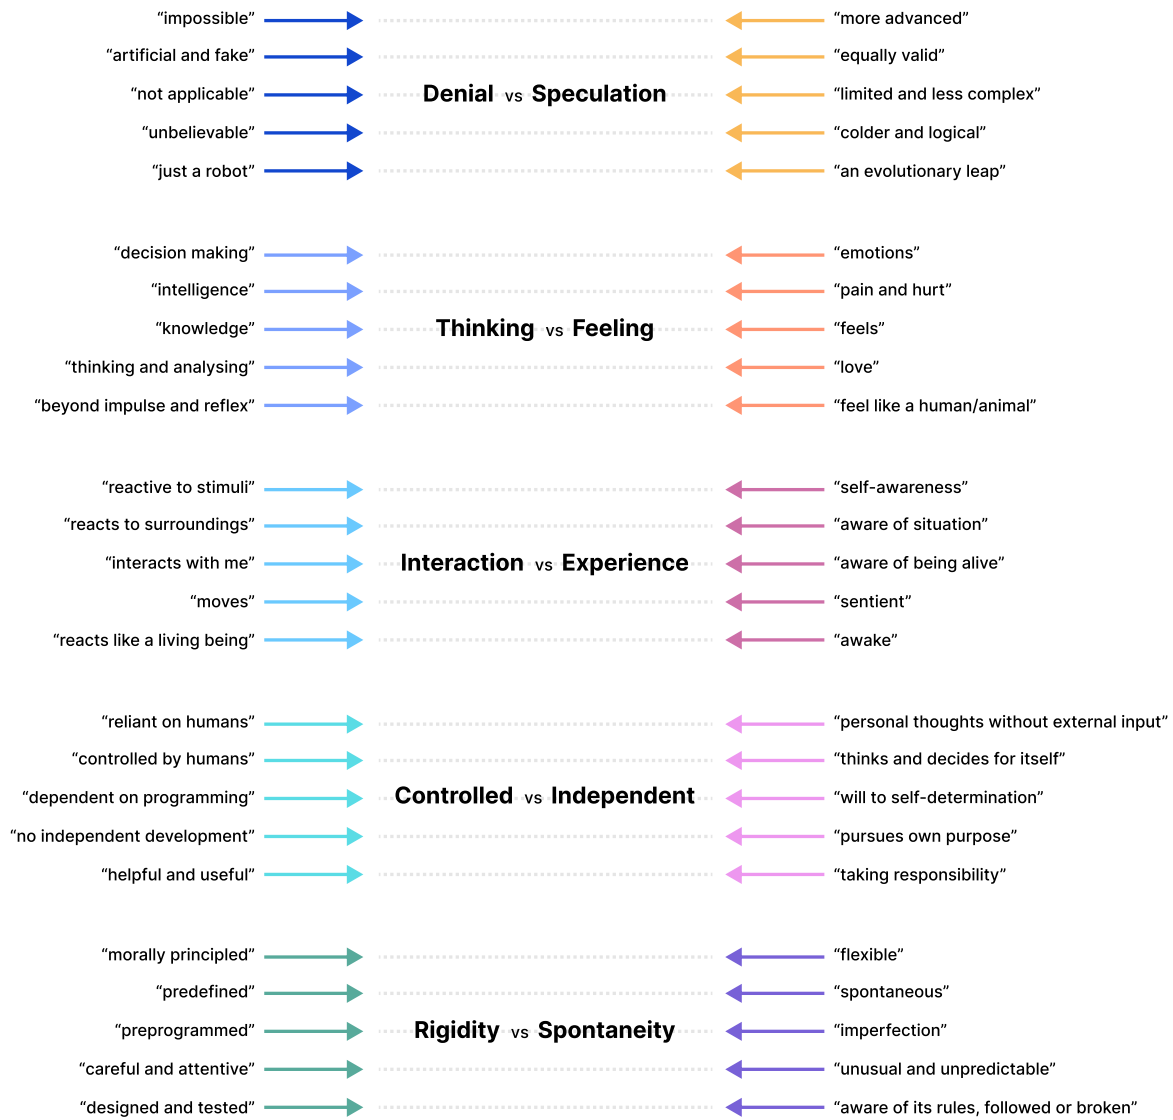 “impossible” “more advanced”
“artificial and fake” “equally valid”
“not applicable” Denial vs Speculation “limited and less complex”
“unbelievable” “colder and logical”
“just a robot” “an evolutionary leap”
“decision making” “emotions”
“intelligence” “pain and hurt”
“knowledge” Thinking vs Feeling “feels”
“thinking and analysing” “love”
“beyond impulse and reflex” “feel like a human/animal”
“reactive to stimuli” “self-awareness”
“reacts to surroundings” “aware of situation”
“interacts with me” Interaction vs Experience “aware of being alive”
“moves” “sentient”
“reacts like a living being” “awake”
“reliant on humans” “personal thoughts without external input”
“controlled by humans” “thinks and decides for itself”
“dependent on programming” Controlled vs Independent “will to self-determination”
“no independent development” “pursues own purpose”
“helpful and useful” “taking responsibility”
“morally principled” “flexible”
“predefined” “spontaneous”
“preprogrammed” Rigidity vs Spontaneity “imperfection”
“careful and attentive” “unusual and unpredictable”
“designed and tested” “aware of its rules, followed or broken”